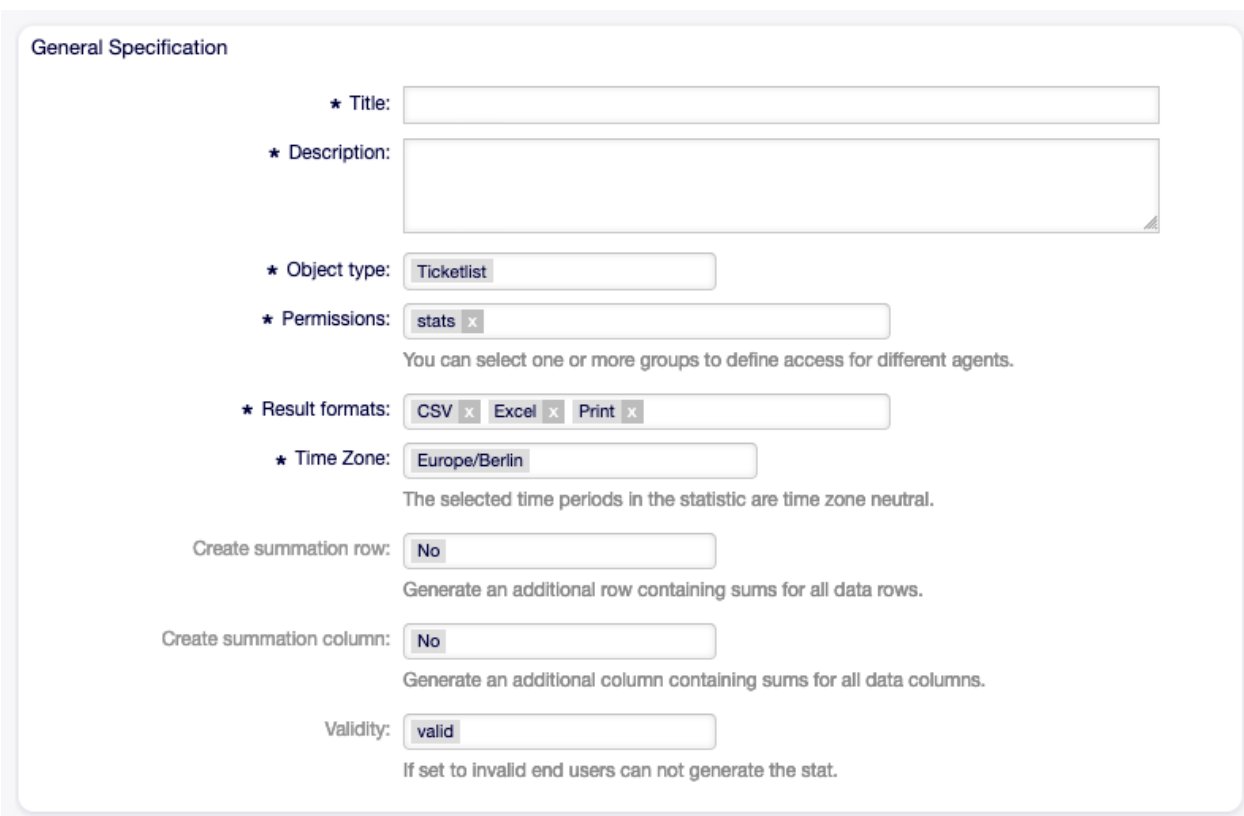 General Specification
★ Title:
★ Description:
★ Object type: Ticketlist
★ Permissions: stats x
You can select one or more groups to define access for different agents.
★ Result formats: CSV x Excel x Print x
★ Time Zone: Europe/Berlin
The selected time periods in the statistic are time zone neutral.
Create summation row: No
Generate an additional row containing sums for all data rows.
Create summation column: No
Generate an additional column containing sums for all data columns.
Validity: valid
If set to invalid end users can not generate the stat.